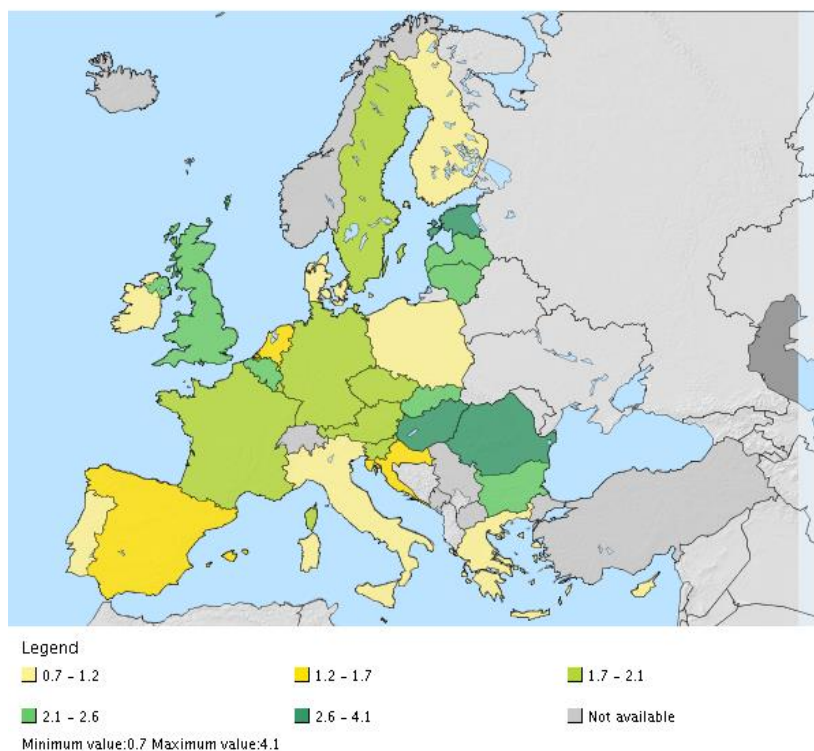 Legend
0.7 - 1.2 1.2 - 1.7 1.7 - 2.1
2.1 - 2.6 2.6 - 4.1 Not available
Minimum value:0.7 Maximum value:4.1